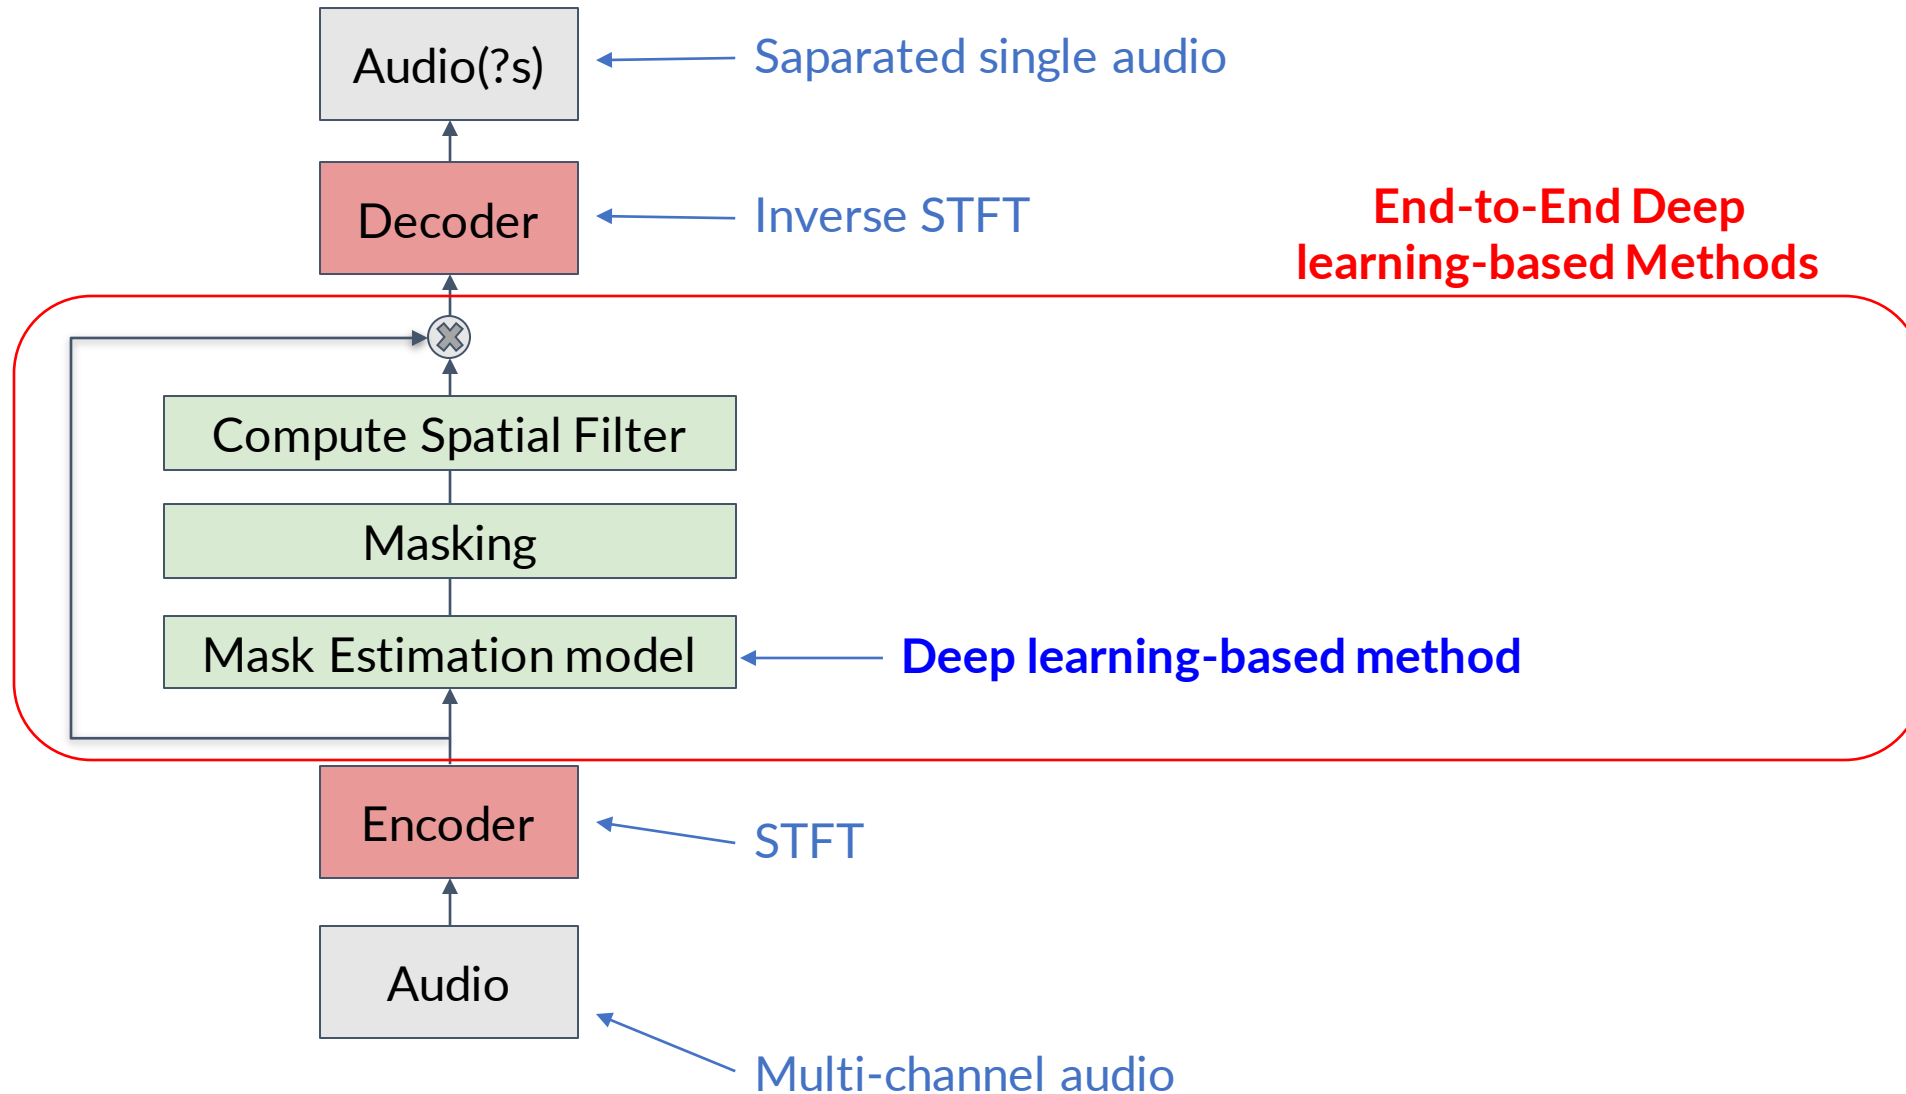 Audio(?s)
Saparated single audio
Decoder
Inverse STFT
End-to-End Deep
learning-based Methods
Compute Spatial Filter
Masking
Mask Estimation model
Deep learning-based method
Encoder
STFT
Audio
Multi-channel audio